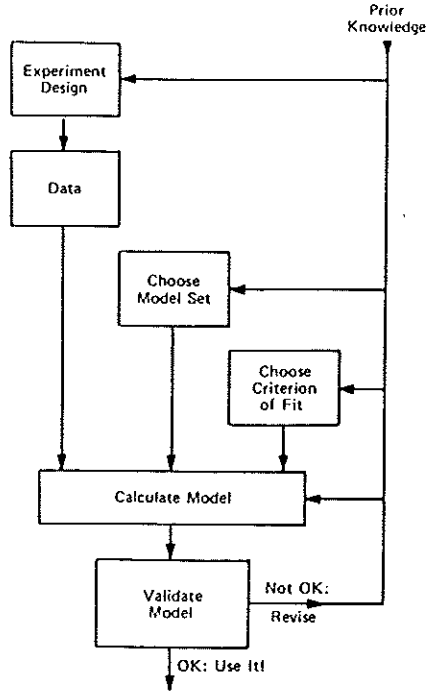 Prior
Knowledge
Experiment
Design
Data
Choose
Model Set
Choose
Criterion
of Fit
Calculate Model
Validate
Model
Not OK:
Revise
OK: Use It!